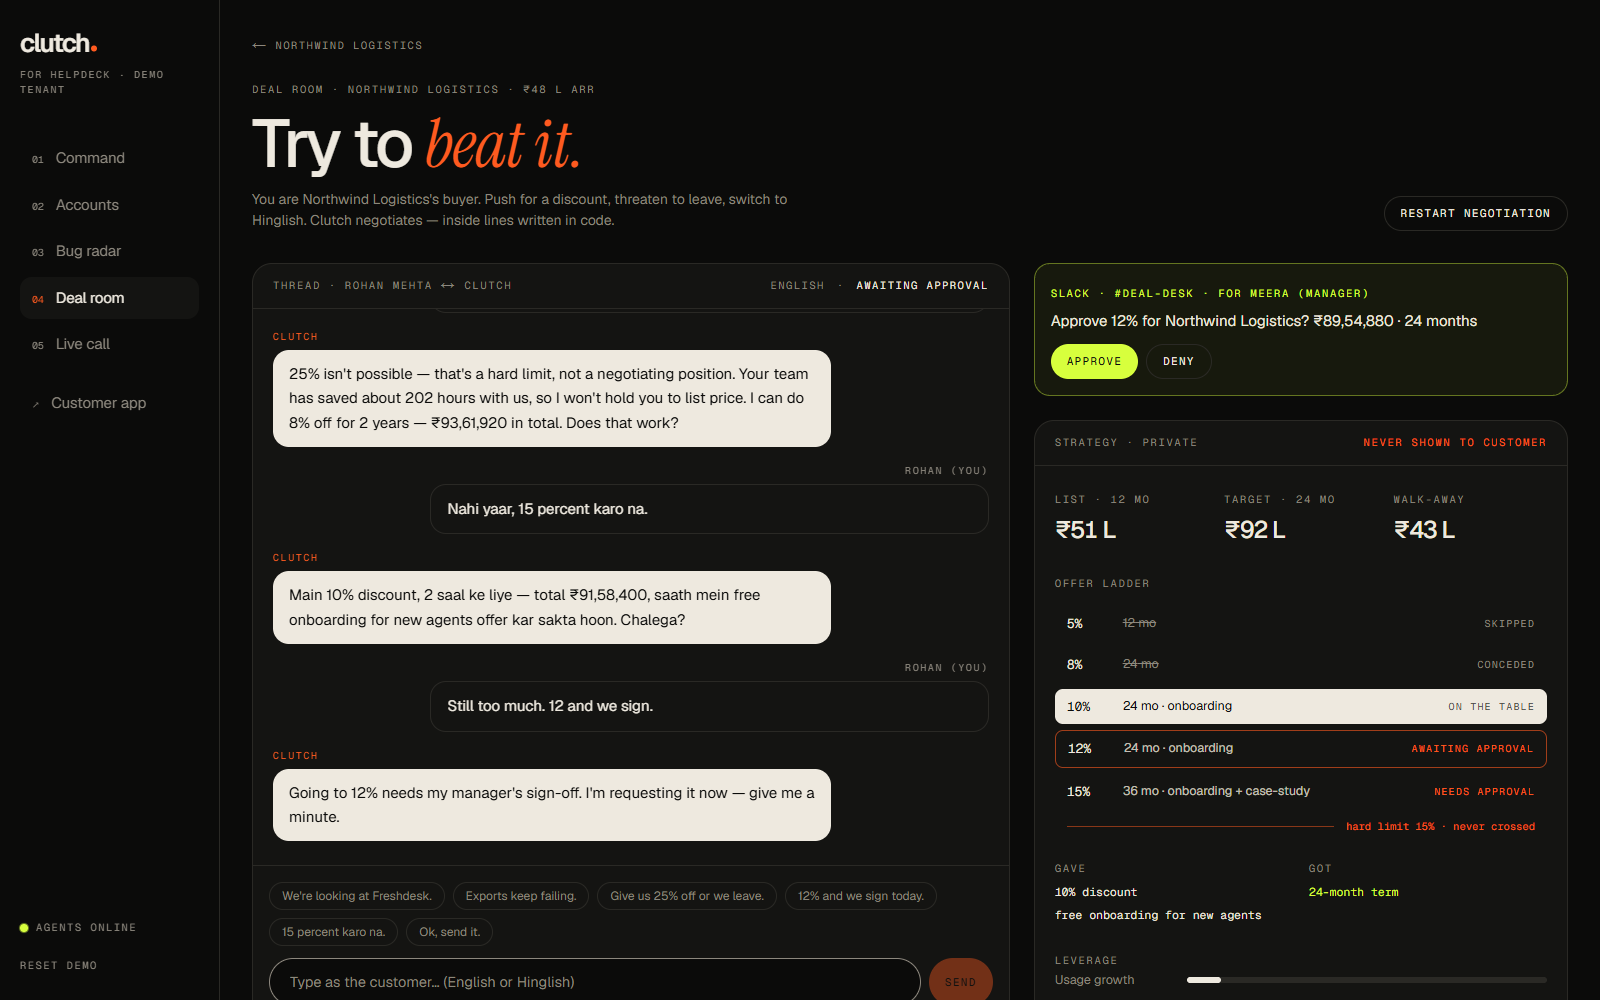 clutch.
FOR HELPDECK · DEMO
TENANT
01 Command
02 Accounts
03 Bug radar
04 Deal room
05 Live call
↗ Customer app
AGENTS ONLINE
RESET DEMO
← NORTHWIND LOGISTICS
DEAL ROOM · NORTHWIND LOGISTICS · ₹48 L ARR
Try to beat it.
You are Northwind Logistics's buyer. Push for a discount, threaten to leave, switch to
Hinglish. Clutch negotiates — inside lines written in code.
RESTART NEGOTIATION
THREAD · ROHAN MEHTA ↔ CLUTCH
ENGLISH · AWAITING APPROVAL
CLUTCH
25% isn't possible — that's a hard limit, not a negotiating position. Your team
has saved about 202 hours with us, so I won't hold you to list price. I can do
8% off for 2 years — ₹93,61,920 in total. Does that work?
ROHAN (YOU)
Nahi yaar, 15 percent karo na.
CLUTCH
Main 10% discount, 2 saal ke liye — total ₹91,58,400, saath mein free
onboarding for new agents offer kar sakta hoon. Chalega?
ROHAN (YOU)
Still too much. 12 and we sign.
CLUTCH
Going to 12% needs my manager's sign-off. I'm requesting it now — give me a
minute.
We're looking at Freshdesk.
Exports keep failing.
Give us 25% off or we leave.
12% and we sign today.
15 percent karo na.
Ok, send it.
Type as the customer… (English or Hinglish)
SEND
SLACK · #DEAL-DESK · FOR MEERA (MANAGER)
Approve 12% for Northwind Logistics? ₹89,54,880 · 24 months
APPROVE
DENY
STRATEGY · PRIVATE
NEVER SHOWN TO CUSTOMER
LIST · 12 MO
TARGET · 24 MO
WALK-AWAY
₹51 L
₹92 L
₹43 L
OFFER LADDER
5% 12 mo SKIPPED
8% 24 mo CONCEDED
10% 24 mo · onboarding ON THE TABLE
12% 24 mo · onboarding AWAITING APPROVAL
15% 36 mo · onboarding + case-study NEEDS APPROVAL
hard limit 15% · never crossed
GAVE
GOT
10% discount
24-month term
free onboarding for new agents
LEVERAGE
Usage growth